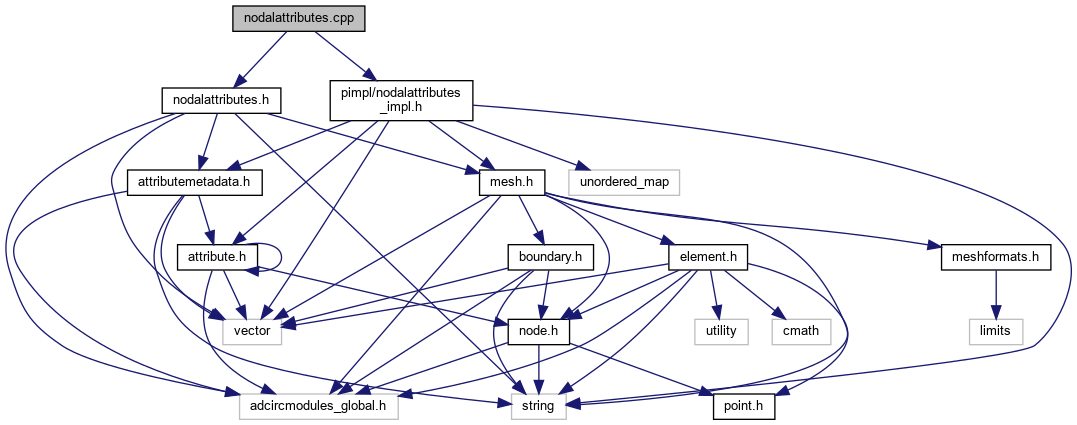 nodalattributes.cpp
nodalattributes.h
pimpl/nodalattributes
_impl.h
attributemetadata.h
mesh.h
unordered_map
attribute.h
boundary.h
element.h
meshformats.h
vector
node.h
utility
cmath
limits
adcircmodules_global.h
string
point.h